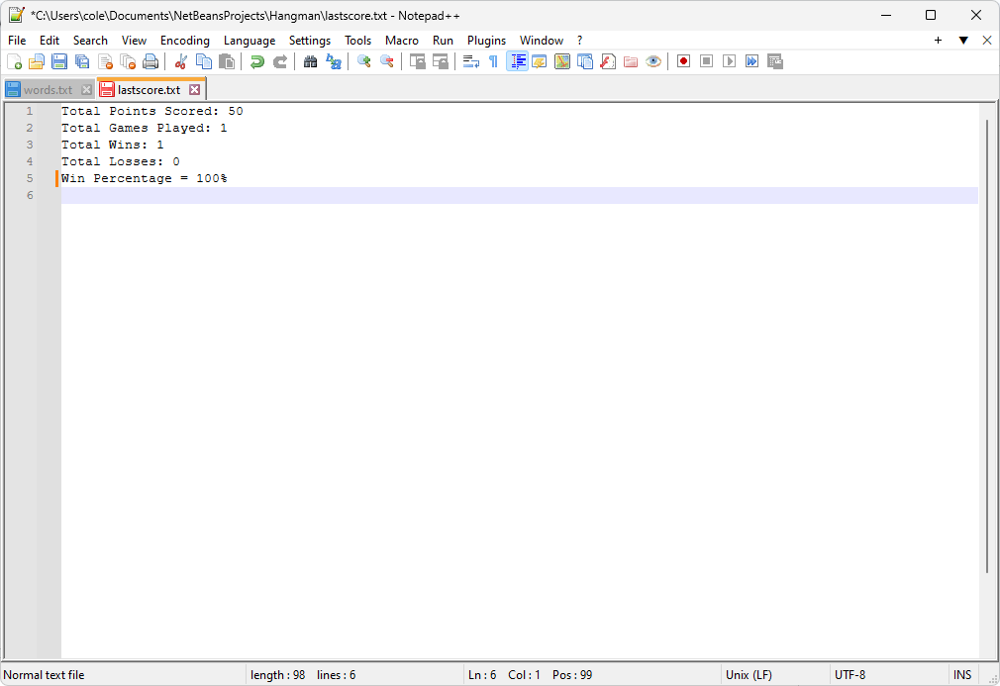 *C:\Users\cole\Documents\NetBeansProjects\Hangman\lastscore.txt - Notepad++
File Edit Search View Encoding Language Settings Tools Macro Run Plugins Window ?
words.txt lastscore.txt
1 Total Points Scored: 50
2 Total Games Played: 1
3 Total Wins: 1
4 Total Losses: 0
5 Win Percentage = 100%
6
Normal text file length : 98 lines : 6 Ln : 6 Col : 1 Pos : 99 Unix (LF) UTF-8 INS